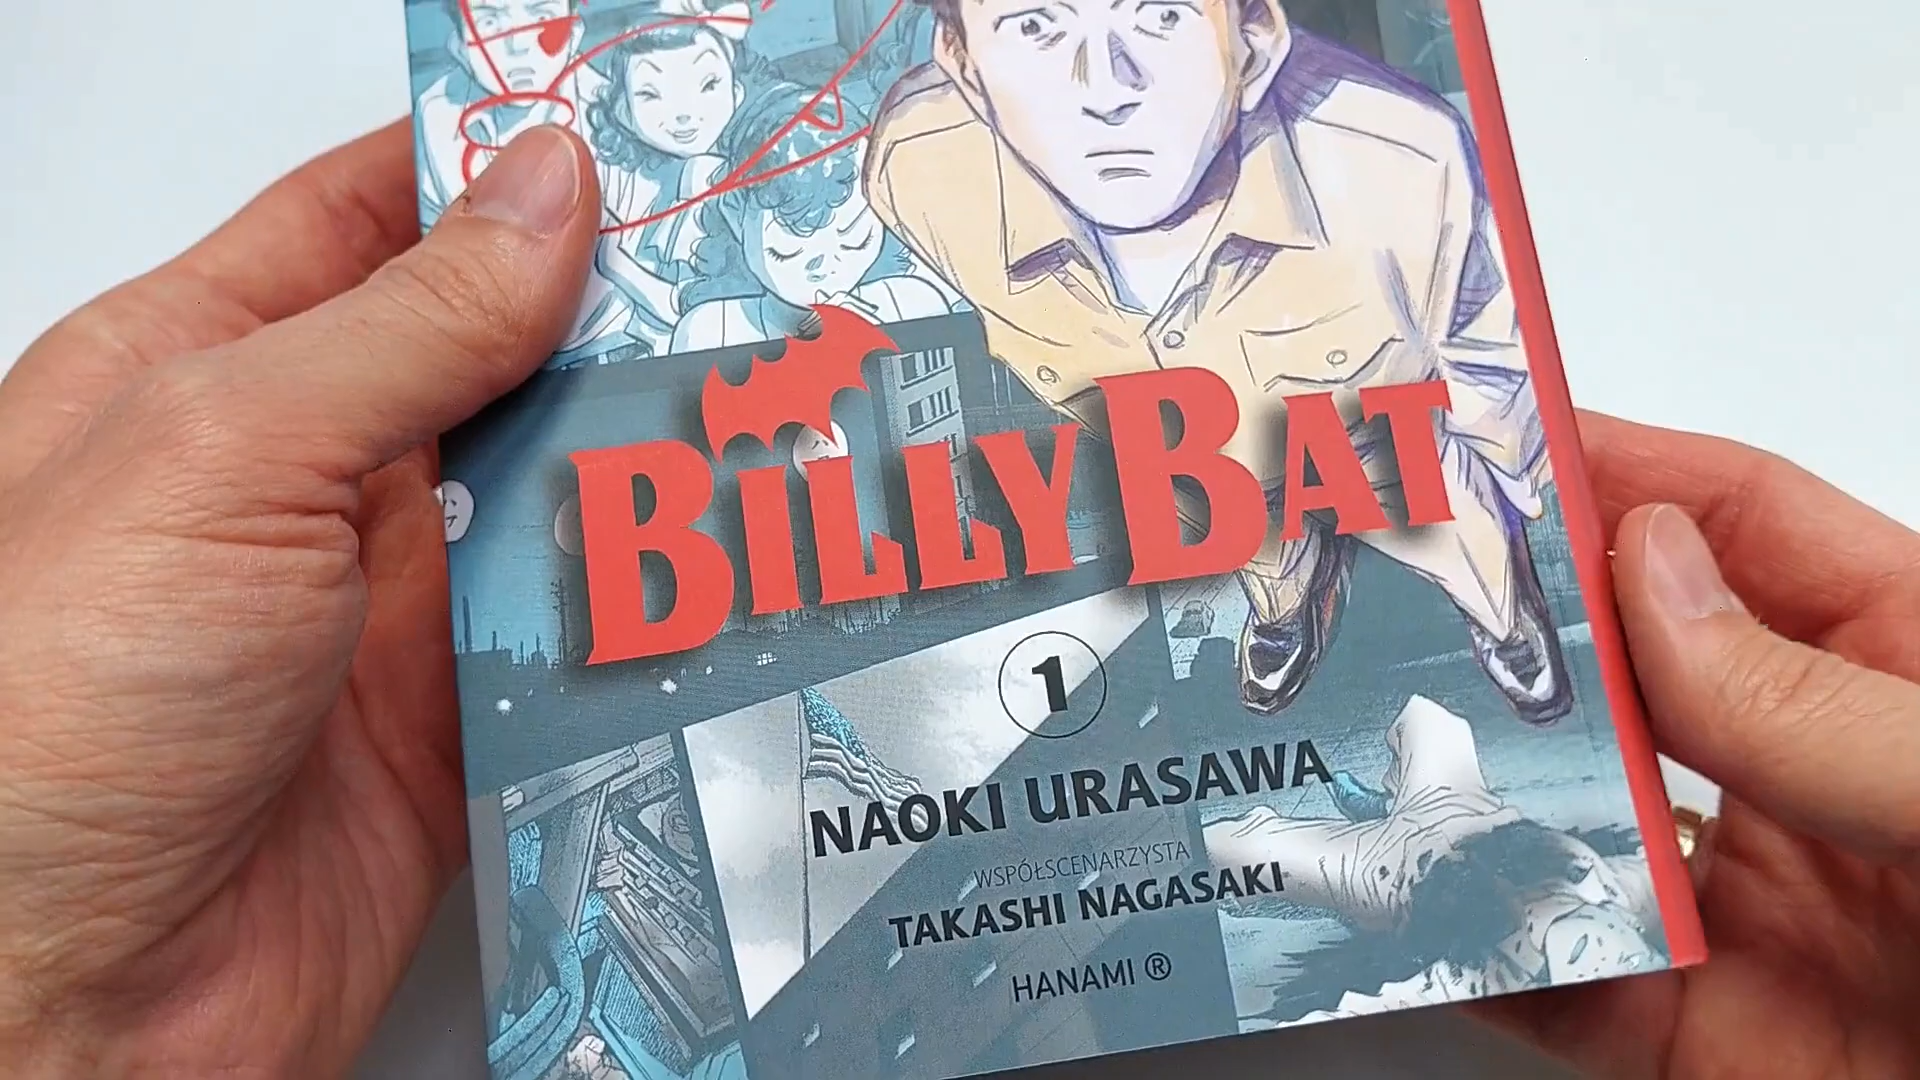 BILLY BAT
1
NAOKI URASAWA
WSPÓŁSCENARZYSTA
TAKASHI NAGASAKI
HANAMI ®